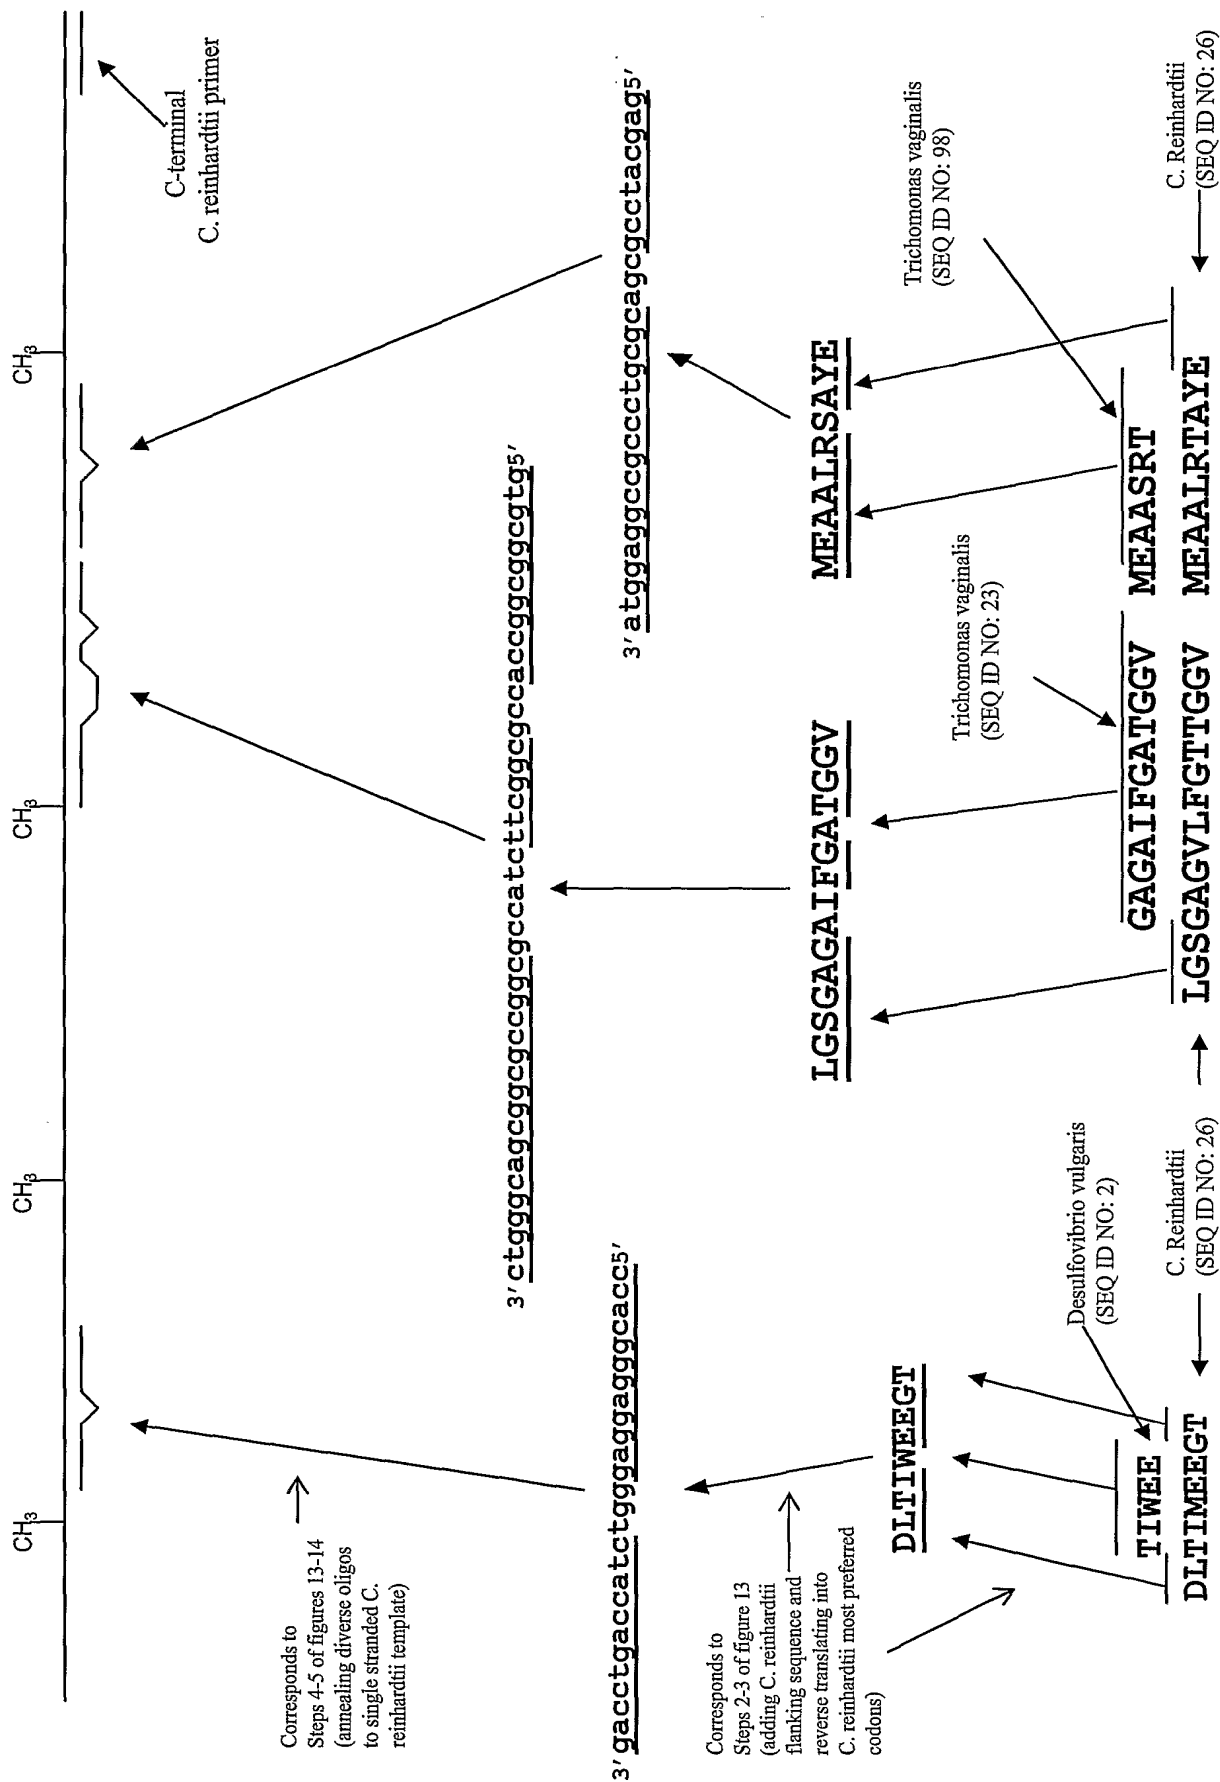 CH₃ CH₃ CH₃ CH₃
C-terminal
C. reinhardtii primer
Corresponds to
Steps 4-5 of figures 13-14
(annealing diverse oligos
to single stranded C.
reinhardtii template)
3'ctgggcagcggcgccggcgccatcttcggcgccaccggcggcgtg5'
3'gacctgaccatctgggaggagggcacc5'
3'atggaggccgccctgcgcagcgcctacgag5'
Corresponds to
Steps 2-3 of figure 13
(adding C. reinhardtii
flanking sequence and
reverse translating into
C. reinhardtii most preferred
codons)
DLTIWEEGT
LGSGAGAIFGATGGV
MEAALRSAYE
Desulfovibrio vulgaris
(SEQ ID NO: 2)
Trichomonas vaginalis
(SEQ ID NO: 23)
Trichomonas vaginalis
(SEQ ID NO: 98)
TIWEE
GAGAIFGATGGV
MEAASRT
DLTIMEEGT
C. Reinhardtii
(SEQ ID NO: 26)
LGSGAGVLFGTTGGV
MEAALRTAYE
C. Reinhardtii
(SEQ ID NO: 26)